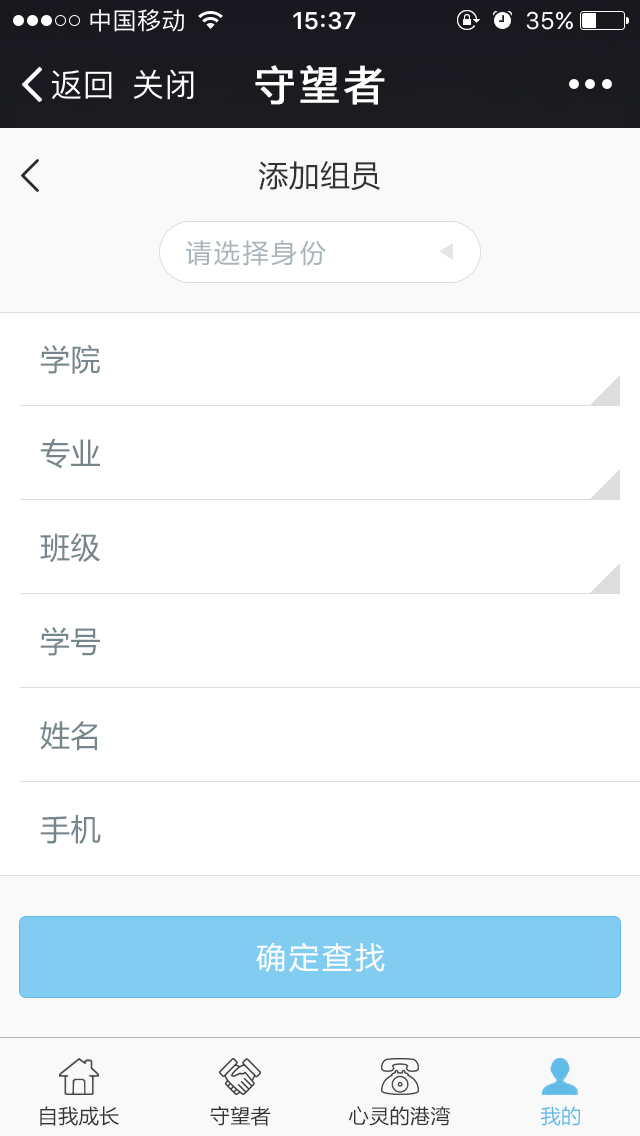 中国移动 15:37 35%
返回 关闭 守望者
添加组员
请选择身份
学院
专业
班级
学号
姓名
手机
确定查找
自我成长 守望者 心灵的港湾 我的